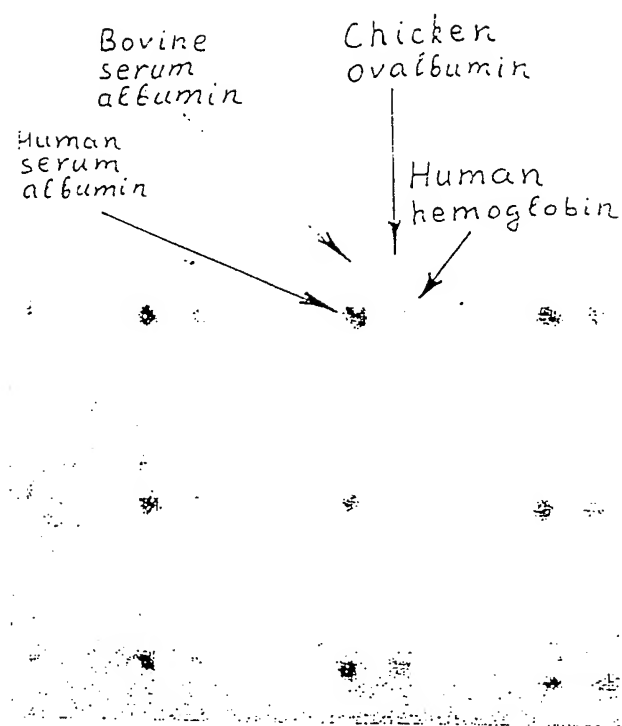 Bovine
serum
albumin
Chicken
ovalbumin
Human
serum
albumin
Human
hemoglobin